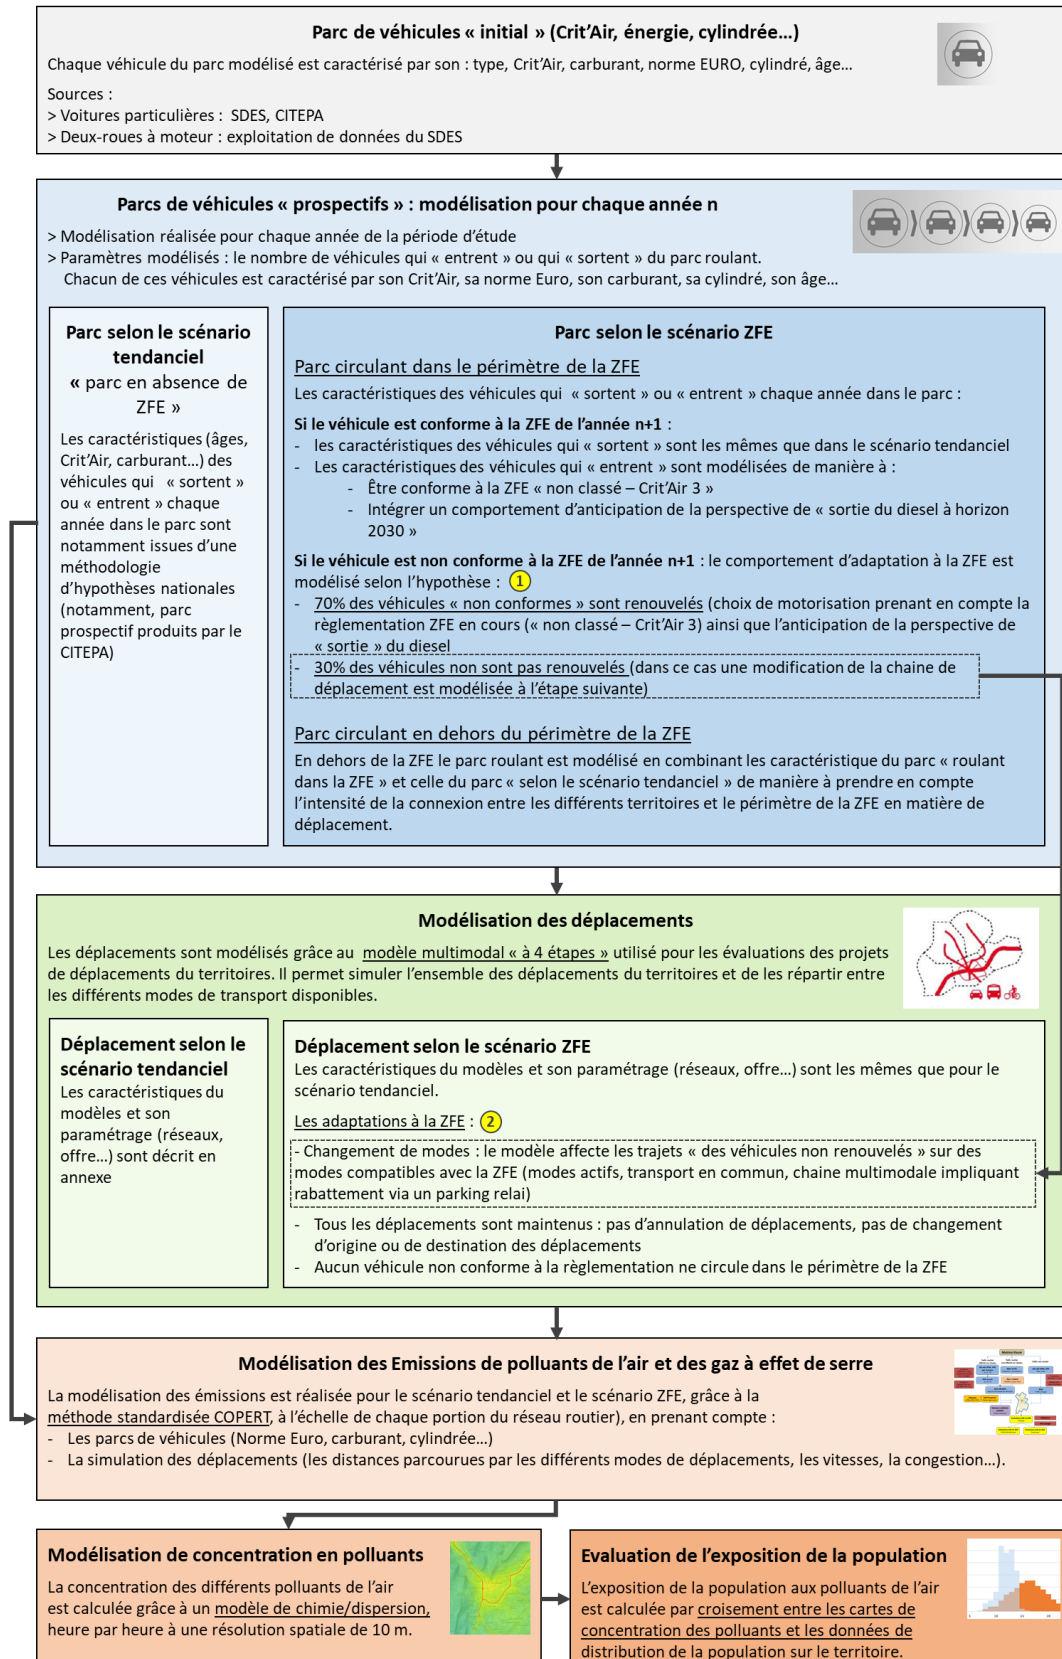 Parc de véhicules « initial » (Crit'Air, énergie, cylindrée…)
Chaque véhicule du parc modélisé est caractérisé par son : type, Crit'Air, carburant, norme EURO, cylindré, âge…
Sources :
> Voitures particulières : SDES, CITEPA
> Deux-roues à moteur : exploitation de données du SDES
Parcs de véhicules « prospectifs » : modélisation pour chaque année n
> Modélisation réalisée pour chaque année de la période d'étude
> Paramètres modélisés : le nombre de véhicules qui « entrent » ou qui « sortent » du parc roulant.
Chacun de ces véhicules est caractérisé par son Crit'Air, sa norme Euro, son carburant, sa cylindré, son âge…
Parc selon le scénario
tendanciel
« parc en absence de
ZFE »
Les caractéristiques (âges,
Crit'Air, carburant…) des
véhicules qui « sortent »
ou « entrent » chaque
année dans le parc sont
notamment issues d'une
méthodologie
d'hypothèses nationales
(notamment, parc
prospectif produits par le
CITEPA)
Parc selon le scénario ZFE
Parc circulant dans le périmètre de la ZFE
Les caractéristiques des véhicules qui « sortent » ou « entrent » chaque année dans le parc :
Si le véhicule est conforme à la ZFE de l'année n+1 :
- les caractéristiques des véhicules qui « sortent » sont les mêmes que dans le scénario tendanciel
- Les caractéristiques des véhicules qui « entrent » sont modélisées de manière à :
- Être conforme à la ZFE « non classé – Crit'Air 3 »
- Intégrer un comportement d'anticipation de la perspective de « sortie du diesel à horizon
2030 »
Si le véhicule est non conforme à la ZFE de l'année n+1 : le comportement d'adaptation à la ZFE est
modélisé selon l'hypothèse : 1
- 70% des véhicules « non conformes » sont renouvelés (choix de motorisation prenant en compte la
règlementation ZFE en cours (« non classé – Crit'Air 3) ainsi que l'anticipation de la perspective de
« sortie » du diesel
- 30% des véhicules non sont pas renouvelés (dans ce cas une modification de la chaine de
déplacement est modélisée à l'étape suivante)
Parc circulant en dehors du périmètre de la ZFE
En dehors de la ZFE le parc roulant est modélisé en combinant les caractéristique du parc « roulant
dans la ZFE » et celle du parc « selon le scénario tendanciel » de manière à prendre en compte
l'intensité de la connexion entre les différents territoires et le périmètre de la ZFE en matière de
déplacement.
Modélisation des déplacements
Les déplacements sont modélisés grâce au modèle multimodal « à 4 étapes » utilisé pour les évaluations des projets
de déplacements du territoires. Il permet simuler l'ensemble des déplacements du territoires et de les répartir entre
les différents modes de transport disponibles.
Déplacement selon le
scénario tendanciel
Les caractéristiques du
modèles et son
paramétrage (réseaux,
offre…) sont décrit en
annexe
Déplacement selon le scénario ZFE
Les caractéristiques du modèles et son paramétrage (réseaux, offre…) sont les mêmes que pour le
scénario tendanciel.
Les adaptations à la ZFE : 2
- Changement de modes : le modèle affecte les trajets « des véhicules non renouvelés » sur des
modes compatibles avec la ZFE (modes actifs, transport en commun, chaine multimodale impliquant
rabattement via un parking relai)
- Tous les déplacements sont maintenus : pas d'annulation de déplacements, pas de changement
d'origine ou de destination des déplacements
- Aucun véhicule non conforme à la règlementation ne circule dans le périmètre de la ZFE
Modélisation des Emissions de polluants de l'air et des gaz à effet de serre
La modélisation des émissions est réalisée pour le scénario tendanciel et le scénario ZFE, grâce à la
méthode standardisée COPERT, à l'échelle de chaque portion du réseau routier), en prenant compte :
- Les parcs de véhicules (Norme Euro, carburant, cylindrée…)
- La simulation des déplacements (les distances parcourues par les différents modes de déplacements, les vitesses, la congestion…).
Modélisation de concentration en polluants
La concentration des différents polluants de l'air
est calculée grâce à un modèle de chimie/dispersion,
heure par heure à une résolution spatiale de 10 m.
Evaluation de l'exposition de la population
L'exposition de la population aux polluants de l'air
est calculée par croisement entre les cartes de
concentration des polluants et les données de
distribution de la population sur le territoire.